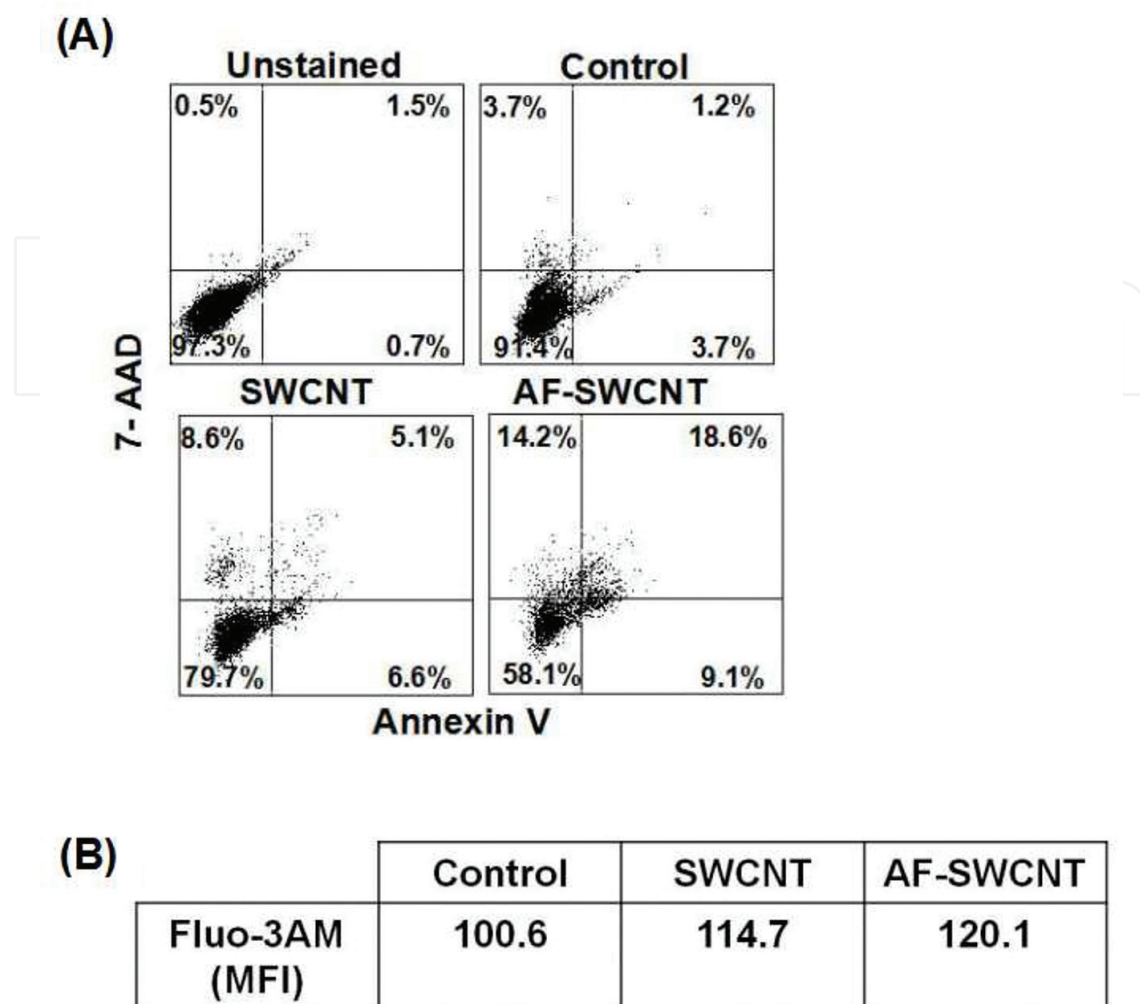 (A)
Unstained
Control
0.5%
1.5%
3.7%
1.2%
97.3%
0.7%
91.4%
3.7%
7- AAD
SWCNT
AF-SWCNT
8.6%
5.1%
14.2%
18.6%
79.7%
6.6%
58.1%
9.1%
Annexin V
(B)
Control
SWCNT
AF-SWCNT
Fluo-3AM
100.6
114.7
120.1
(MFI)